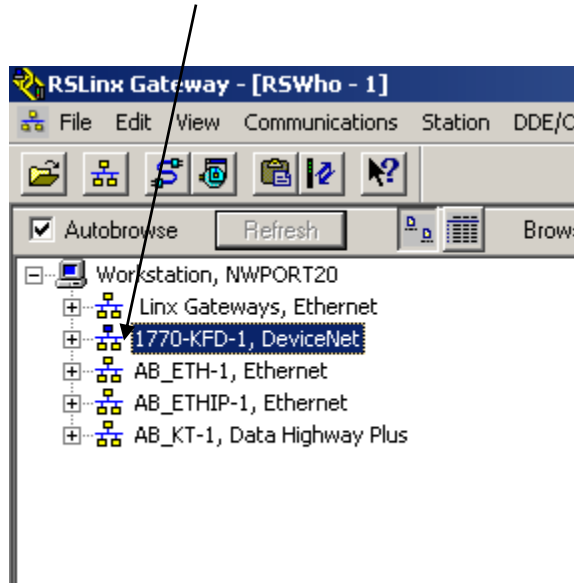 RSLinx Gateway - [RSWho - 1]
File Edit View Communications Station DDE/O
Autobrowse Refresh Brows
Workstation, NWPORT20
Linx Gateways, Ethernet
1770-KFD-1, DeviceNet
AB_ETH-1, Ethernet
AB_ETHIP-1, Ethernet
AB_KT-1, Data Highway Plus